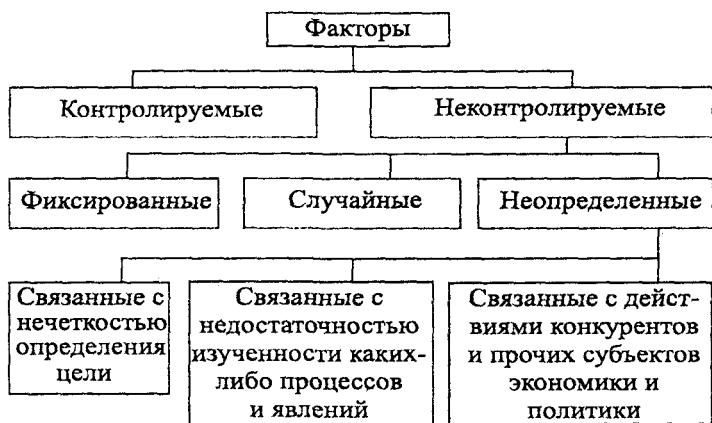 Факторы
Контролируемые
Неконтролируемые
Фиксированные
Случайные
Неопределенные
Связанные с
нечеткостью
определения
цели
Связанные с
недостаточностью
изученности каких-
либо процессов
и явлений
Связанные с дейст-
виями конкурентов
и прочих субъектов
экономики и
политики